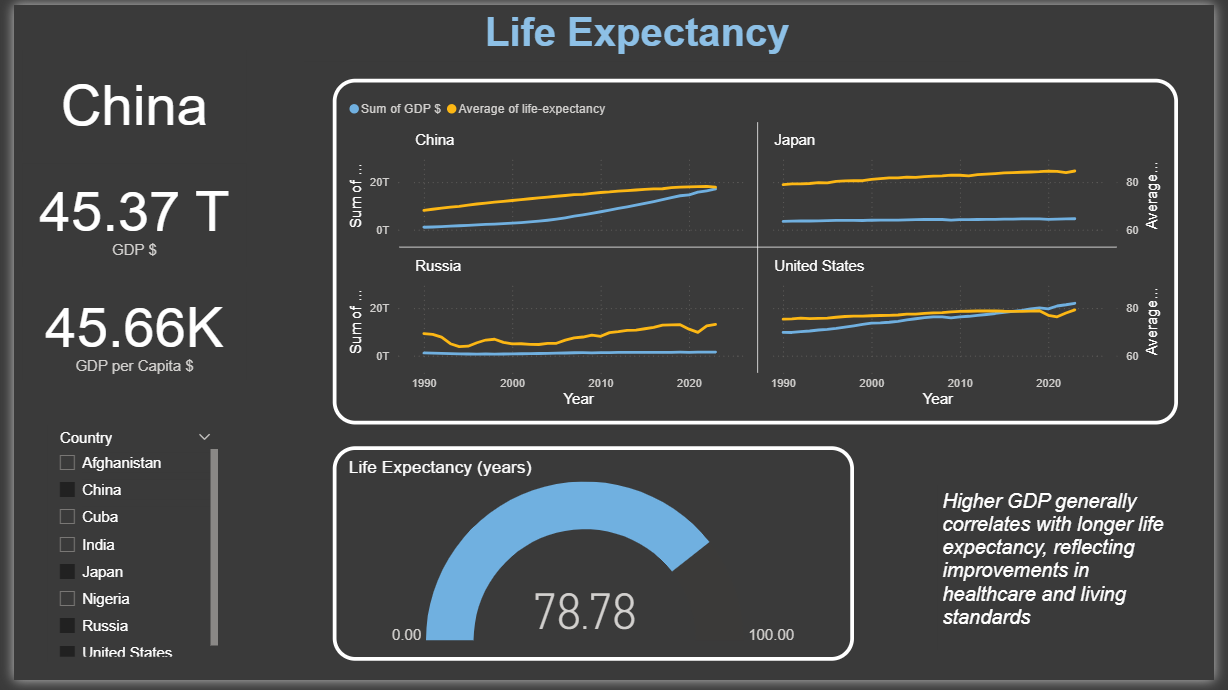 Life Expectancy
China
45.37 T
GDP $
45.66K
GDP per Capita $
Country
Afghanistan
China
Cuba
India
Japan
Nigeria
Russia
United States
Sum of GDP $ Average of life-expectancy
China
Japan
Sum of ...
20T
0T
80
60
Average...
Russia
United States
Sum of ...
20T
0T
80
60
Average...
1990 2000 2010 2020
1990 2000 2010 2020
Year
Year
Life Expectancy (years)
78.78
0.00
100.00
Higher GDP generally
correlates with longer life
expectancy, reflecting
improvements in
healthcare and living
standards